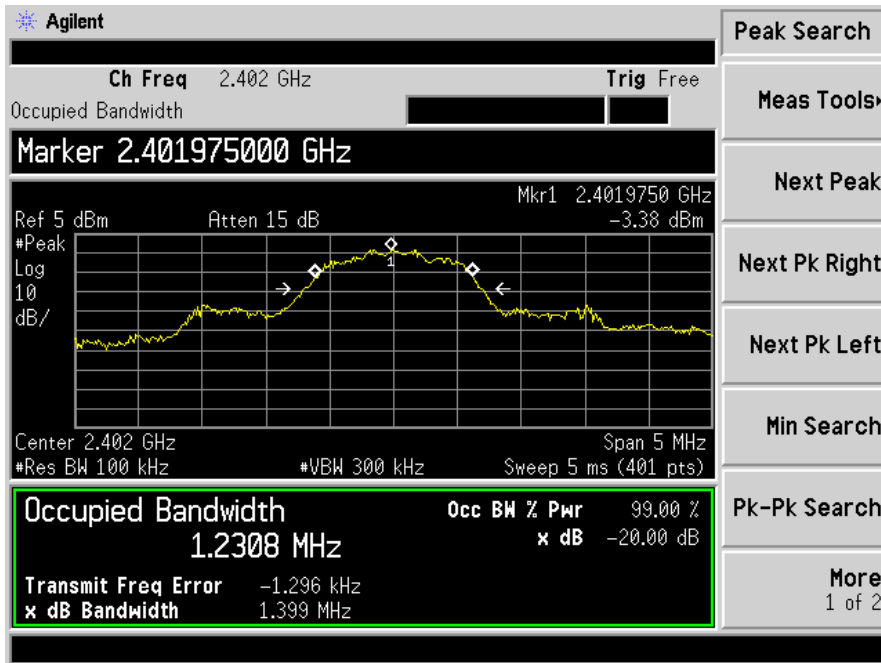 Agilent
Peak Search
Ch Freq 2.402 GHz Trig Free
Occupied Bandwidth
Meas Tools
Marker 2.401975000 GHz
Next Peak
Mkr1 2.4019750 GHz
Ref 5 dBm Atten 15 dB -3.38 dBm
#Peak
Log
10
dB/
1
Next Pk Right
Next Pk Left
Center 2.402 GHz Span 5 MHz
#Res BW 100 kHz #VBW 300 kHz Sweep 5 ms (401 pts)
Min Search
Occupied Bandwidth Occ BW % Pwr 99.00 %
1.2308 MHz x dB -20.00 dB
Pk-Pk Search
Transmit Freq Error -1.296 kHz
x dB Bandwidth 1.399 MHz
More
1 of 2